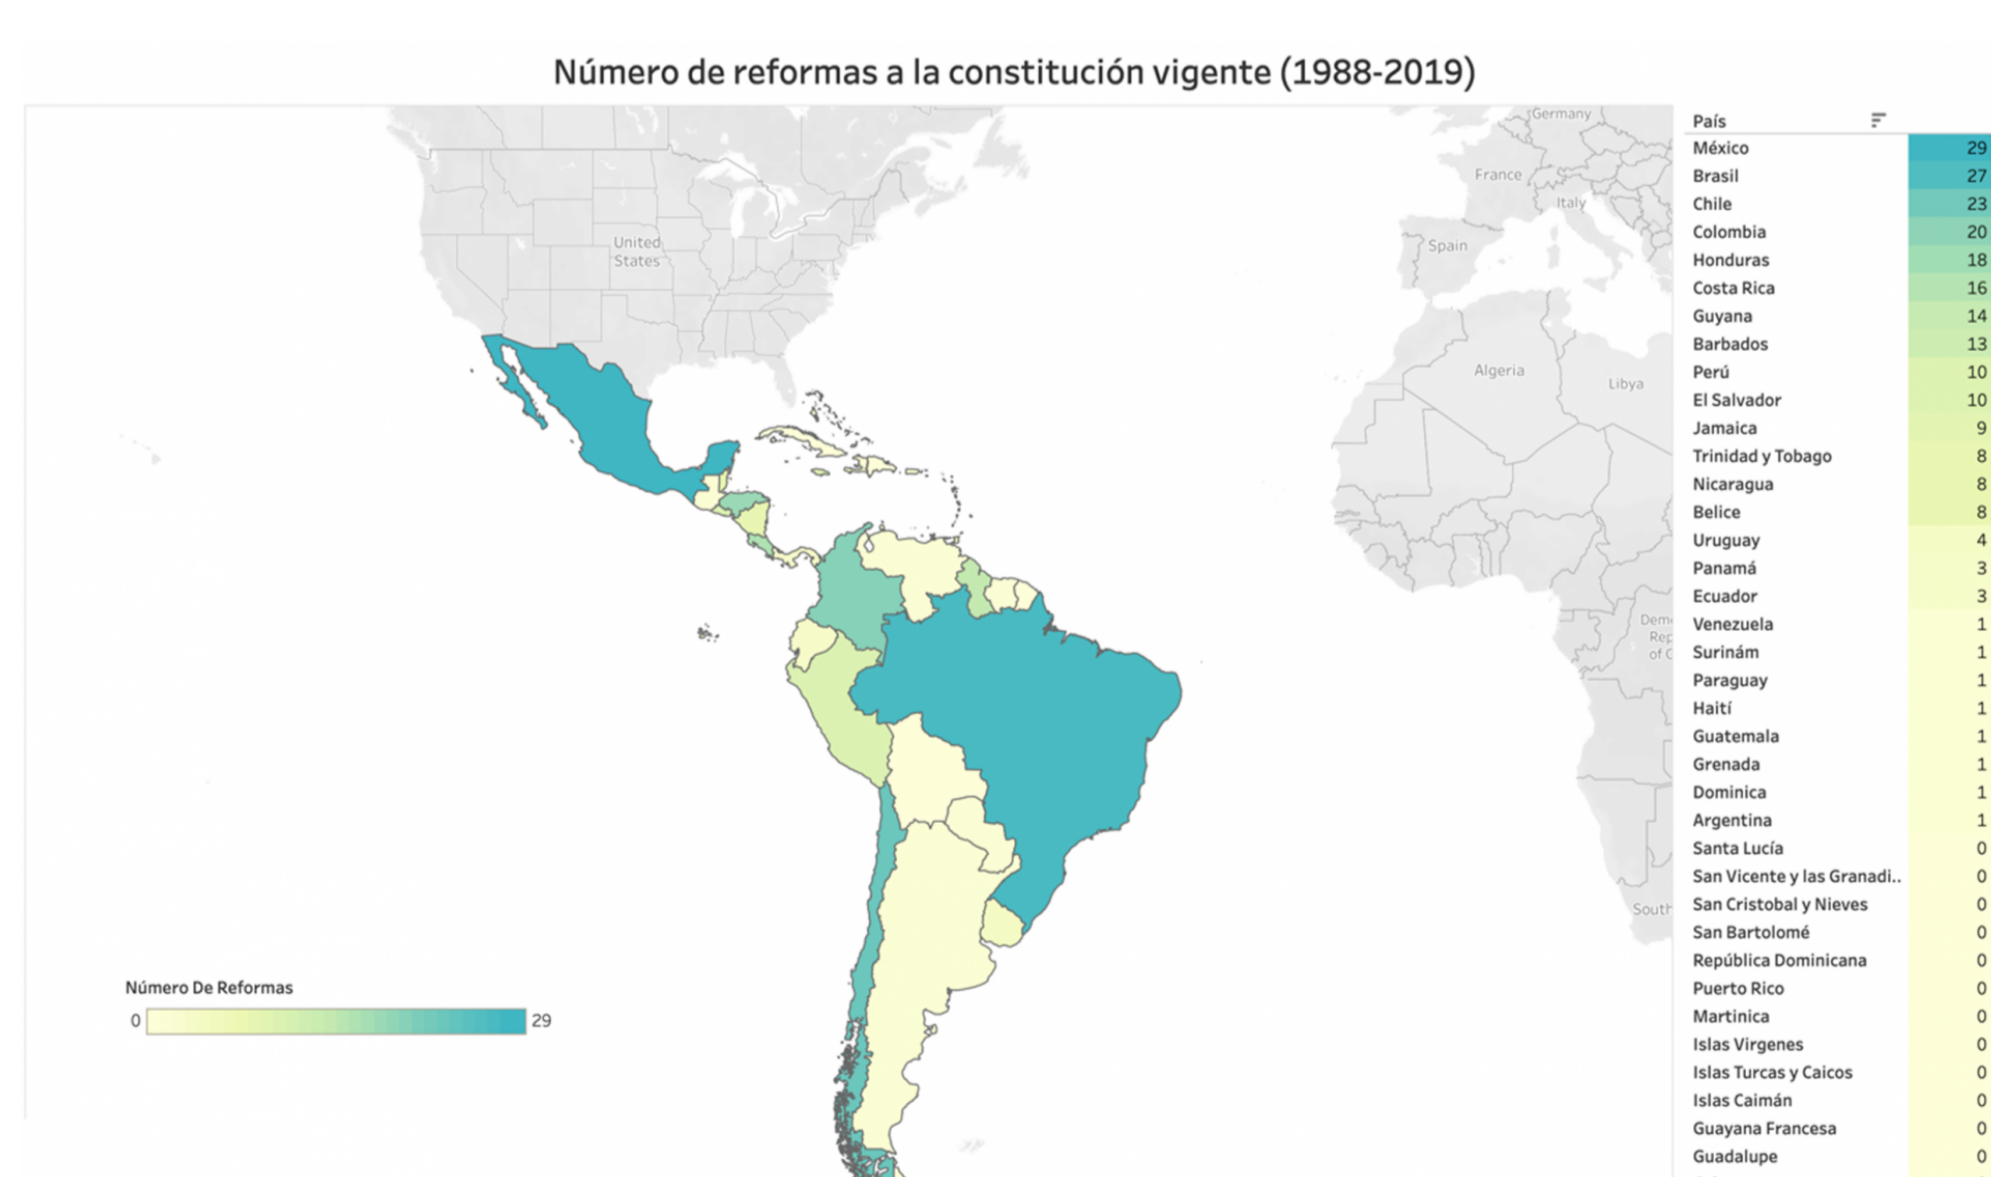 Número de reformas a la constitución vigente (1988-2019)
United
States
Germany
France
Italy
Spain
Algeria
Libya
Dem
Rep
of C
South
Número De Reformas
0 29
País
México 29
Brasil 27
Chile 23
Colombia 20
Honduras 18
Costa Rica 16
Guyana 14
Barbados 13
Perú 10
El Salvador 10
Jamaica 9
Trinidad y Tobago 8
Nicaragua 8
Belice 8
Uruguay 4
Panamá 3
Ecuador 3
Venezuela 1
Surinám 1
Paraguay 1
Haití 1
Guatemala 1
Grenada 1
Dominica 1
Argentina 1
Santa Lucía 0
San Vicente y las Granadi.. 0
San Cristobal y Nieves 0
San Bartolomé 0
República Dominicana 0
Puerto Rico 0
Martinica 0
Islas Virgenes 0
Islas Turcas y Caicos 0
Islas Caimán 0
Guayana Francesa 0
Guadalupe 0